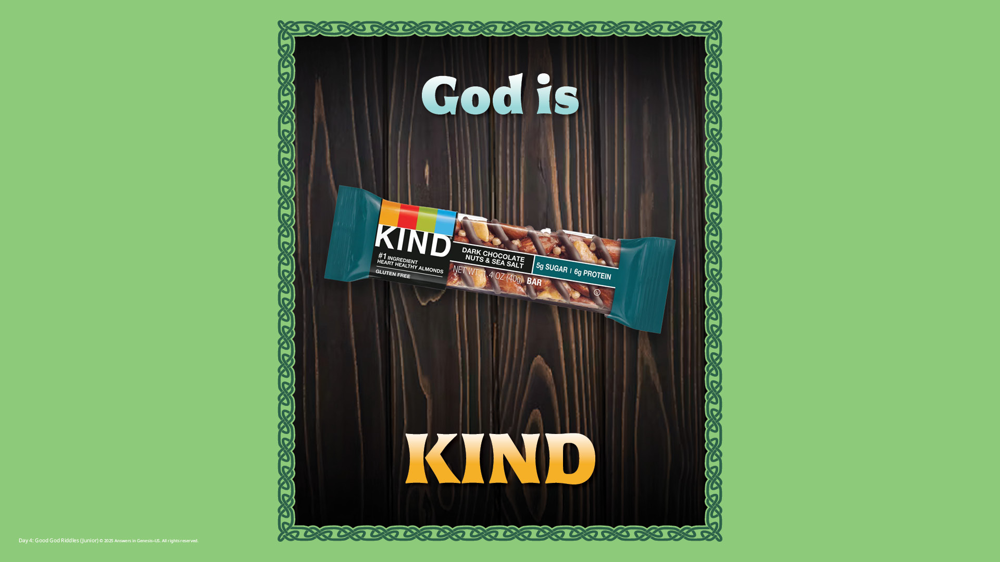 God is
KIND
#1 INGREDIENT
HEART HEALTHY ALMONDS
GLUTEN FREE
DARK CHOCOLATE
NUTS & SEA SALT
5g SUGAR | 6g PROTEIN
NET WT. 1.4 OZ (40g) BAR
KIND
Day 4: Good God Riddles (Junior) © 2025 Answers in Genesis–US. All rights reserved.